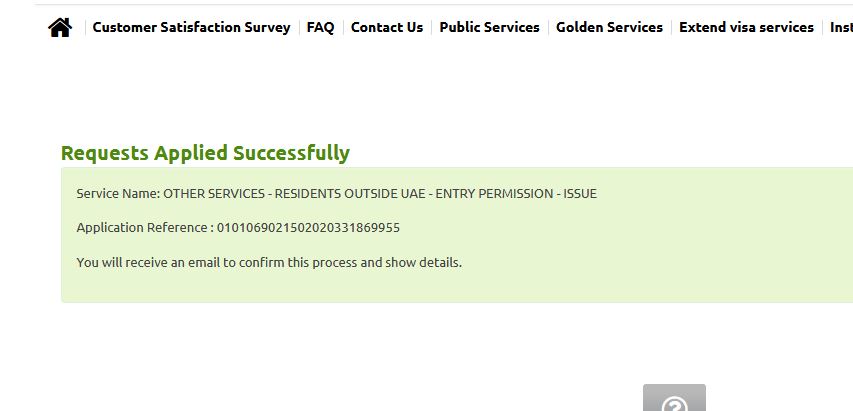 Customer Satisfaction Survey FAQ Contact Us Public Services Golden Services Extend visa services Inst
Requests Applied Successfully
Service Name: OTHER SERVICES - RESIDENTS OUTSIDE UAE - ENTRY PERMISSION - ISSUE
Application Reference : 0101069021502020331869955
You will receive an email to confirm this process and show details.